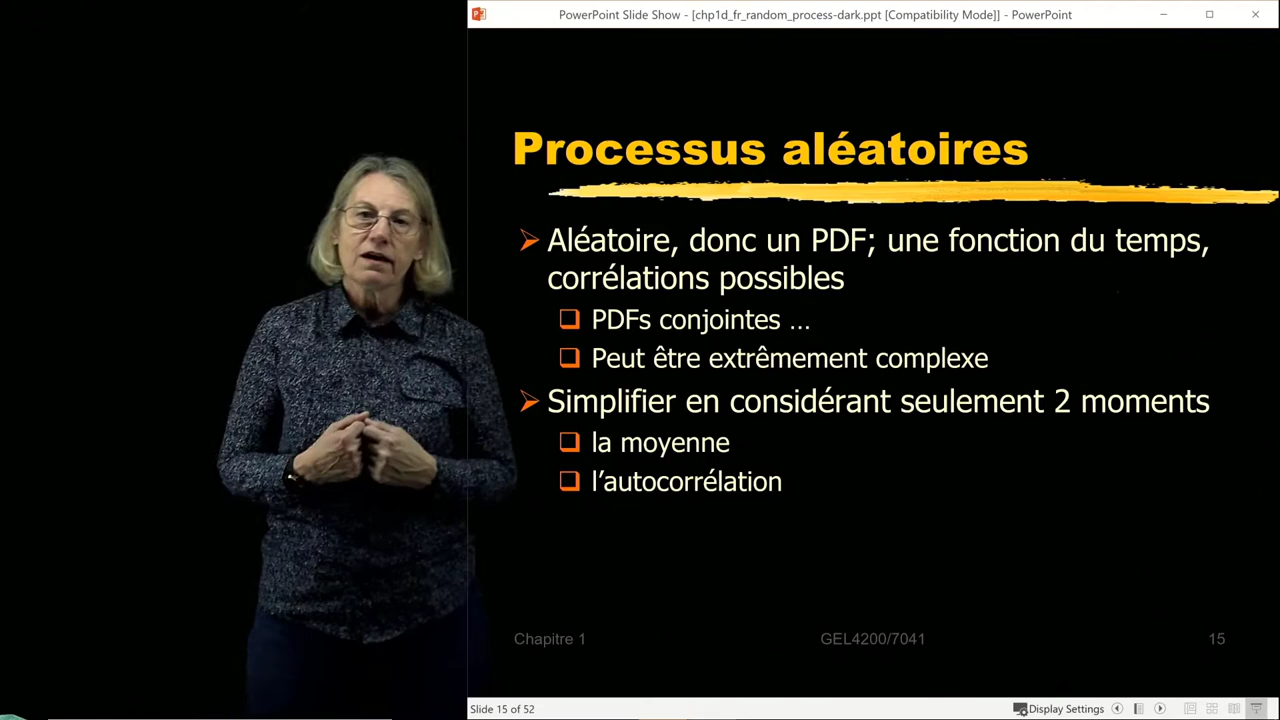 PowerPoint Slide Show - [chp1d_fr_random_process-dark.ppt [Compatibility Mode]] - PowerPoint
Processus aléatoires
Aléatoire, donc un PDF; une fonction du temps,
corrélations possibles
PDFs conjointes ...
Peut être extrêmement complexe
Simplifier en considérant seulement 2 moments
la moyenne
l’autocorrélation
Chapitre 1 GEL4200/7041 15
Slide 15 of 52 Display Settings